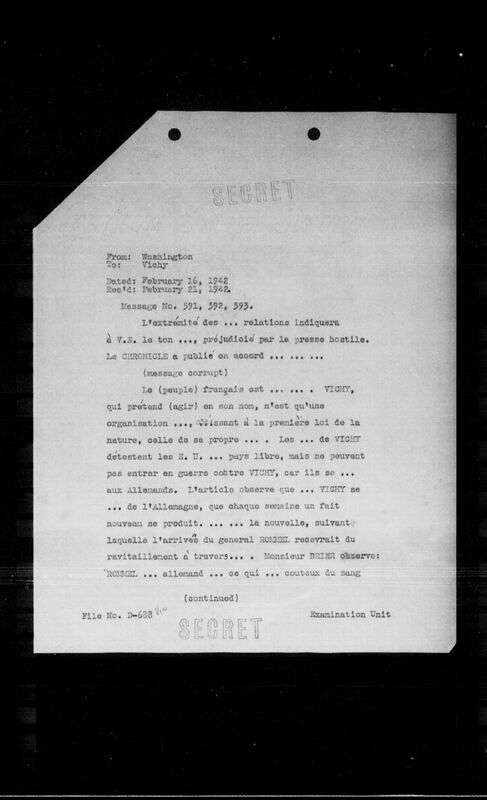 SECRET
From: Washington
To: Vichy
Dated: February 16, 1942
Rec'd: February 21, 1942.
Message No. 591, 592, 593.
L'extrémité des ... relations indiquera
à V.E. le ton ..., préjudicié par la presse hostile.
Le CHRONICLE a publié en accord ... ... ...
(message corrupt)
Le (peuple) français est ... ... . VICHY,
qui prétend (agir) en son nom, n'est qu'une
organisation ..., obéissant à la première loi de la
nature, celle de sa propre ... . Les ... de VICHY
détestent les E. U. ... pays libre, mais ne peuvent
pas entrer en guerre contre VICHY, car ils se ...
aux Allemands. L'article observe que ... VICHY se
... de l'Allemagne, que chaque semaine un fait
nouveau se produit. ... ... la nouvelle, suivant
laquelle l'arrivée du general ROMMEL recevrait du
ravitaillement à travers... . Monsieur BRIER observe:
"ROMMEL ... allemand ... ce qui ... couteux du sang
(continued)
File No. D-688
Examination Unit
SECRET